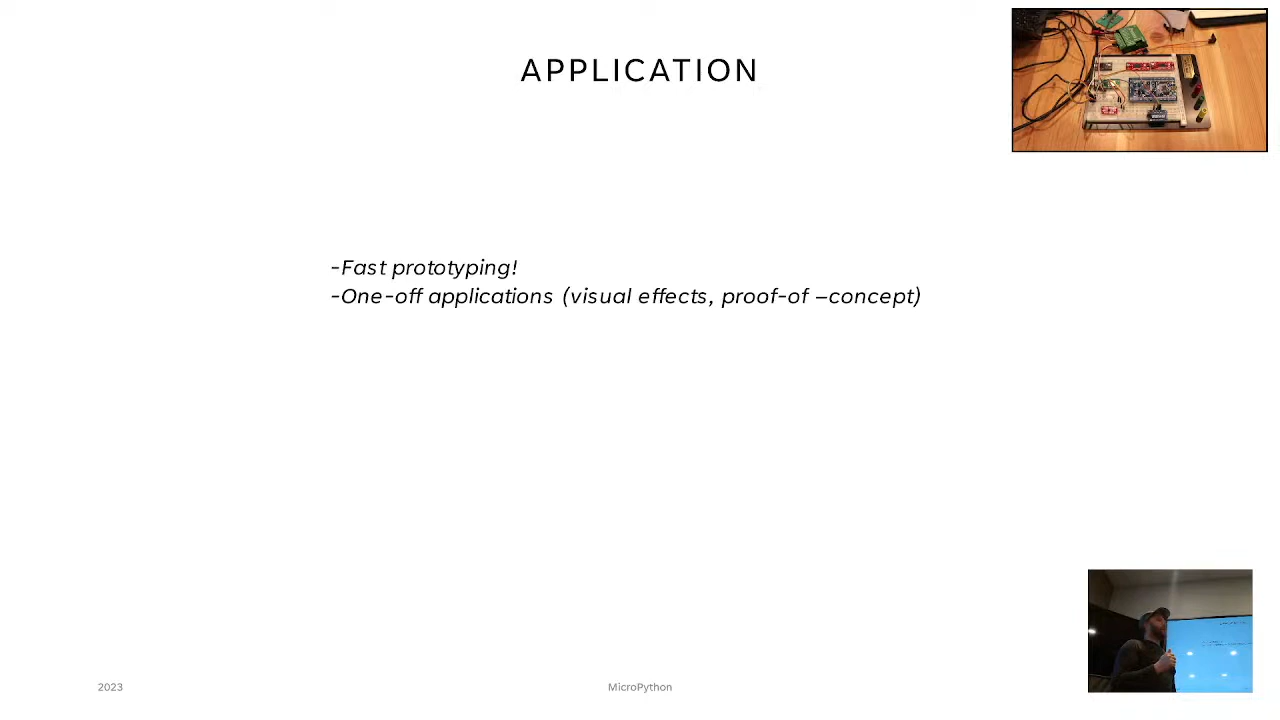 APPLICATION
-Fast prototyping!
-One-off applications (visual effects, proof-of –concept)
2023
MicroPython